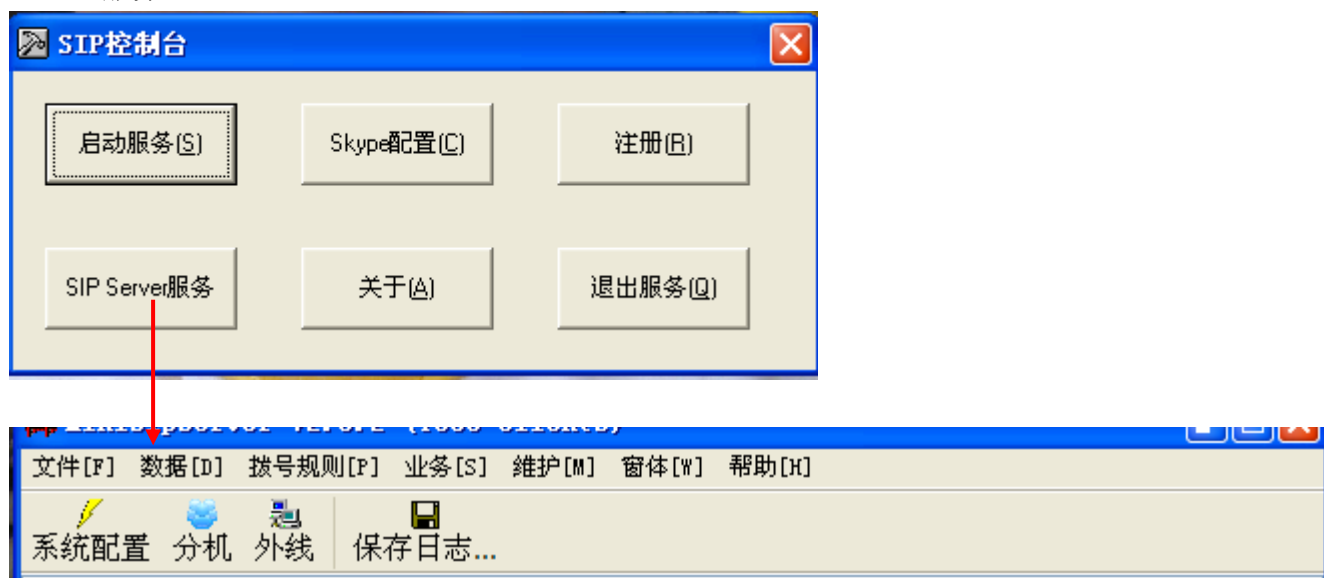 SIP控制台
启动服务(S) Skype配置(C) 注册(R)
SIP Server服务 关于(A) 退出服务(Q)
文件[F] 数据[D] 拨号规则[P] 业务[S] 維护[M] 窗体[W] 帮助[H]
系统配置 分机 外线 保存日志...